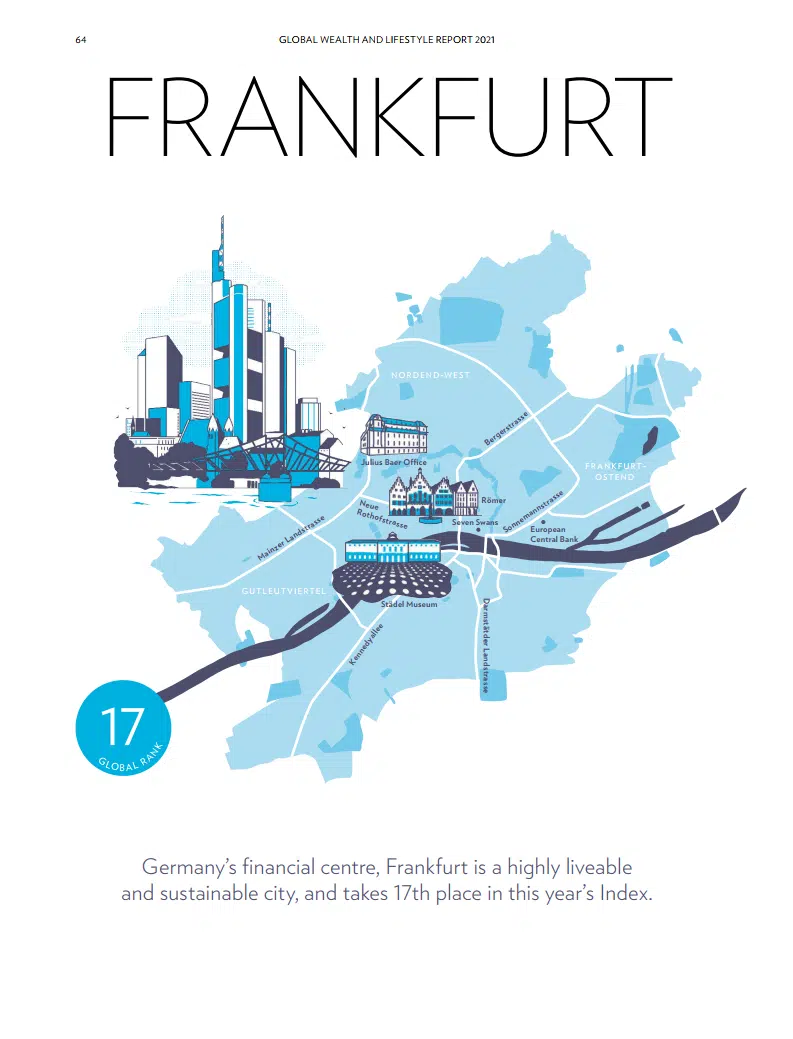 64
GLOBAL WEALTH AND LIFESTYLE REPORT 2021
FRANKFURT
NORDEND-WEST
Bergerstrasse
Julius Baer Office
FRANKFURT-
OSTEND
Römer
Neue
Rothofstrasse
Seven Swans
Sonnemannstrasse
European
Central Bank
Mainzer Landstrasse
GUTLEUTVIERTEL
Städel Museum
Kennedyallee
Darmstätder Landstrasse
17
GLOBAL RANK
Germany's financial centre, Frankfurt is a highly liveable
and sustainable city, and takes 17th place in this year's Index.